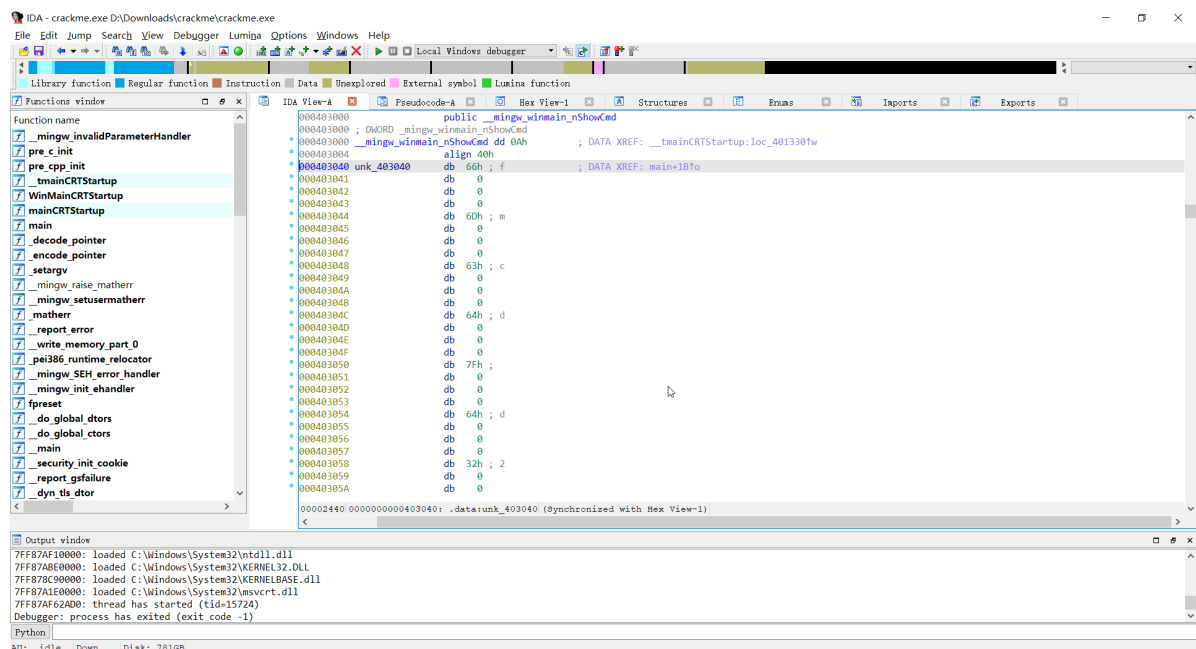 IDA - crackme.exe D:\Downloads\crackme\crackme.exe
File Edit Jump Search View Debugger Lumina Options Windows Help
Local Windows debugger
Library function Regular function Instruction Data Unexplored External symbol Lumina function
Functions window IDA View-A Pseudocode-A Hex View-1 Structures Enums Imports Exports
Function name
__mingw_invalidParameterHandler
pre_c_init
pre_cpp_init
__tmainCRTStartup
WinMainCRTStartup
mainCRTStartup
main
_decode_pointer
_encode_pointer
_setargv
__mingw_raise_matherr
__mingw_setusermatherr
_matherr
__report_error
__write_memory_part_0
_pei386_runtime_relocator
__mingw_SEH_error_handler
__mingw_init_ehandler
fpreset
__do_global_dtors
__do_global_ctors
__main
__security_init_cookie
__report_gsfailure
__dyn_tls_dtor
000403000 public __mingw_winmain_nShowCmd
000403000 ; DWORD _mingw_winmain_nShowCmd
000403000 __mingw_winmain_nShowCmd dd 0Ah ; DATA XREF: __tmainCRTStartup:loc_401330↑w
000403004 align 40h
000403040 unk_403040 db 66h ; f ; DATA XREF: main+1B↑o
000403041 db 0
000403042 db 0
000403043 db 0
000403044 db 6Dh ; m
000403045 db 0
000403046 db 0
000403047 db 0
000403048 db 63h ; c
000403049 db 0
00040304A db 0
00040304B db 0
00040304C db 64h ; d
00040304D db 0
00040304E db 0
00040304F db 0
000403050 db 7Fh ;
000403051 db 0
000403052 db 0
000403053 db 0
000403054 db 64h ; d
000403055 db 0
000403056 db 0
000403057 db 0
000403058 db 32h ; 2
000403059 db 0
00040305A db 0
00002440 0000000000403040: .data:unk_403040 (Synchronized with Hex View-1)
Output window
7FF87AF10000: loaded C:\Windows\System32\ntdll.dll
7FF87ABE0000: loaded C:\Windows\System32\KERNEL32.DLL
7FF878C90000: loaded C:\Windows\System32\KERNELBASE.dll
7FF87A1E0000: loaded C:\Windows\System32\msvcrt.dll
7FF87AF62AD0: thread has started (tid=15724)
Debugger: process has exited (exit code -1)
Python
AU: idle Down Disk: 781GB